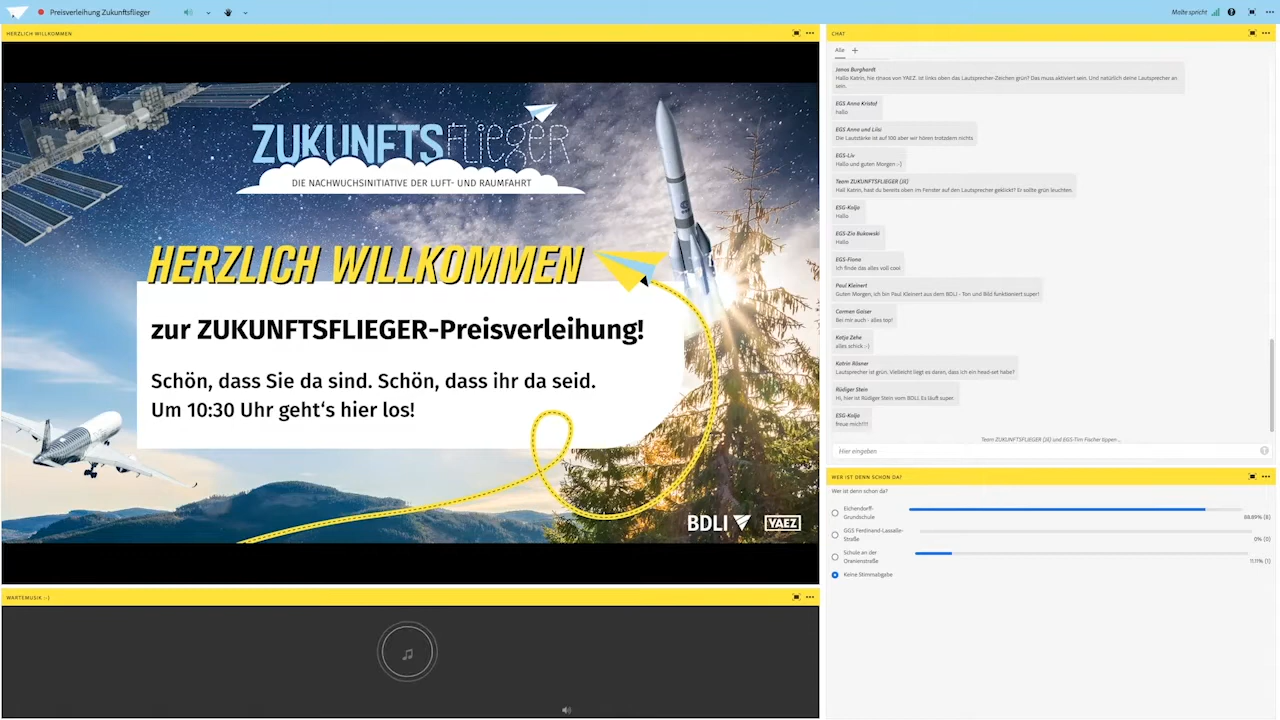 Preisverleihung Zukunftsflieger
Malte spricht
HERZLICH WILLKOMMEN
ZUKUNFTS
FLIEGER
DIE NACHWUCHSINITIATIVE DER LUFT- UND RAUMFAHRT
HERZLICH WILLKOMMEN
zur ZUKUNFTSFLIEGER-Preisverleihung!
Schön, dass Sie da sind. Schön, dass ihr da seid.
Um 10:30 Uhr geht's hier los!
BDLI
YAEZ
WARTEMUSIK :-)
CHAT
Alle
Janos Burghardt
Hallo Katrin, hie rJnaos von YAEZ. ist links oben das Lautsprecher-Zeichen grün? Das muss aktiviert sein. Und natürlich deine Lautsprecher an
sein.
EGS Anne Kristof
hallo
EGS Anna und Lilo
Die Lautstärke ist auf 100 aber wir hören trotzdem nichts
EGS-Liv
Hallo und guten Morgen :-)
Team ZUKUNFTSFLIEGER (JR)
Hall Katrin, hast du bereits oben im Fenster auf den Lautsprecher geklickt? Er sollte grün leuchten.
ESG-Kaija
Hallo
EGS-Zia Bukowski
Hallo
EGS-Fiona
Ich finde das alles voll cool
Paul Kleinert
Guten Morgen, ich bin Paul Kleinert aus dem BDLI - Ton und Bild funktioniert super!
Carmen Gaiser
Bei mir auch - alles top!
Katja Zehe
alles schick :-)
Katrin Rösner
Lautsprecher ist grün. Vielleicht liegt es daran, dass ich ein head-set habe?
Rüdiger Stein
Hi, hier ist Rüdiger Stein vom BDLI. Es läuft super.
ESG-Kaija
freue mich!!!!
Team ZUKUNFTSFLIEGER (JR) und EGS-Tim Fischer tippen ...
Hier eingeben
WER IST DENN SCHON DA?
Wer ist denn schon da?
Eichendorff-
Grundschule
88.89% (8)
GGS Ferdinand-Lassalle-
Straße
0% (0)
Schule an der
Oranienstraße
11.11% (1)
Keine Stimmabgabe